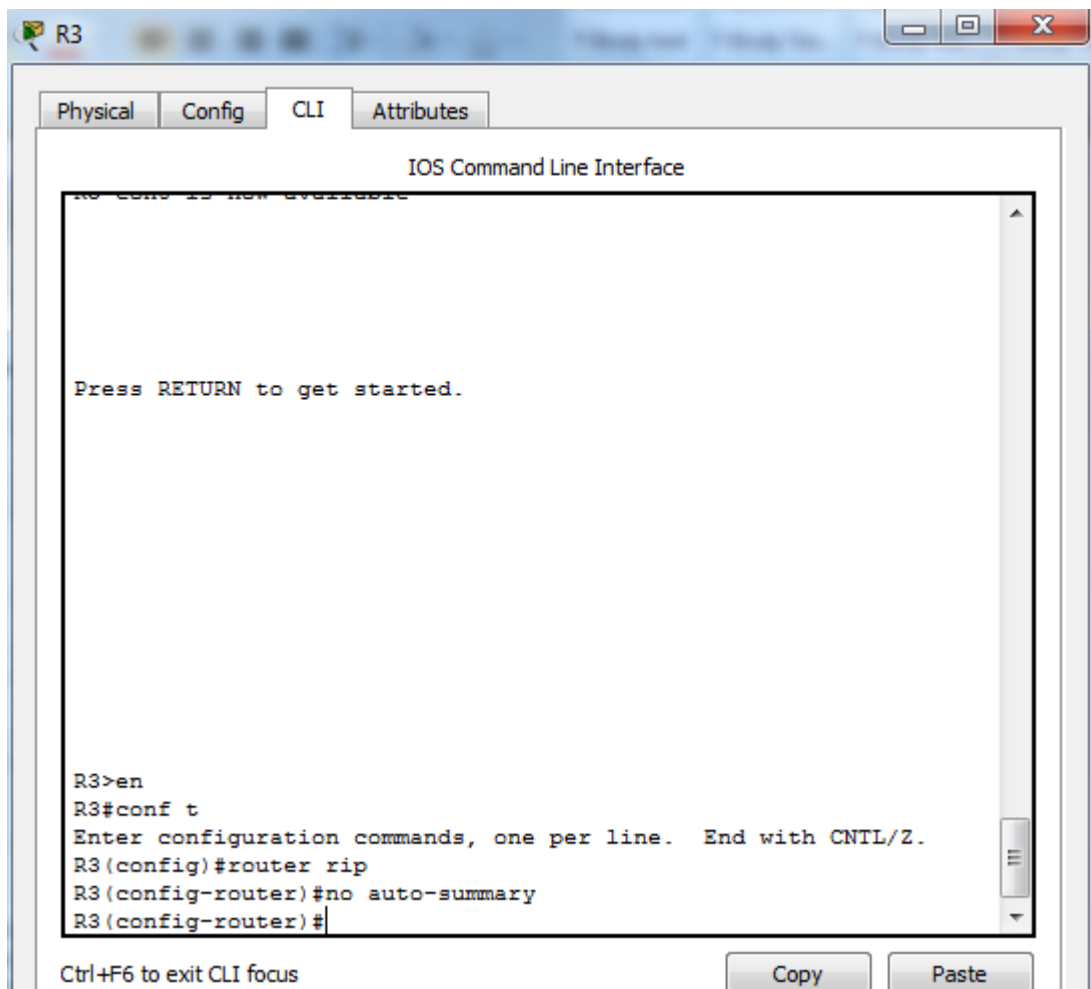 R3
Physical Config CLI Attributes
IOS Command Line Interface
Press RETURN to get started.
R3>en
R3#conf t
Enter configuration commands, one per line.  End with CNTL/Z.
R3(config)#router rip
R3(config-router)#no auto-summary
R3(config-router)#
Ctrl+F6 to exit CLI focus
Copy Paste